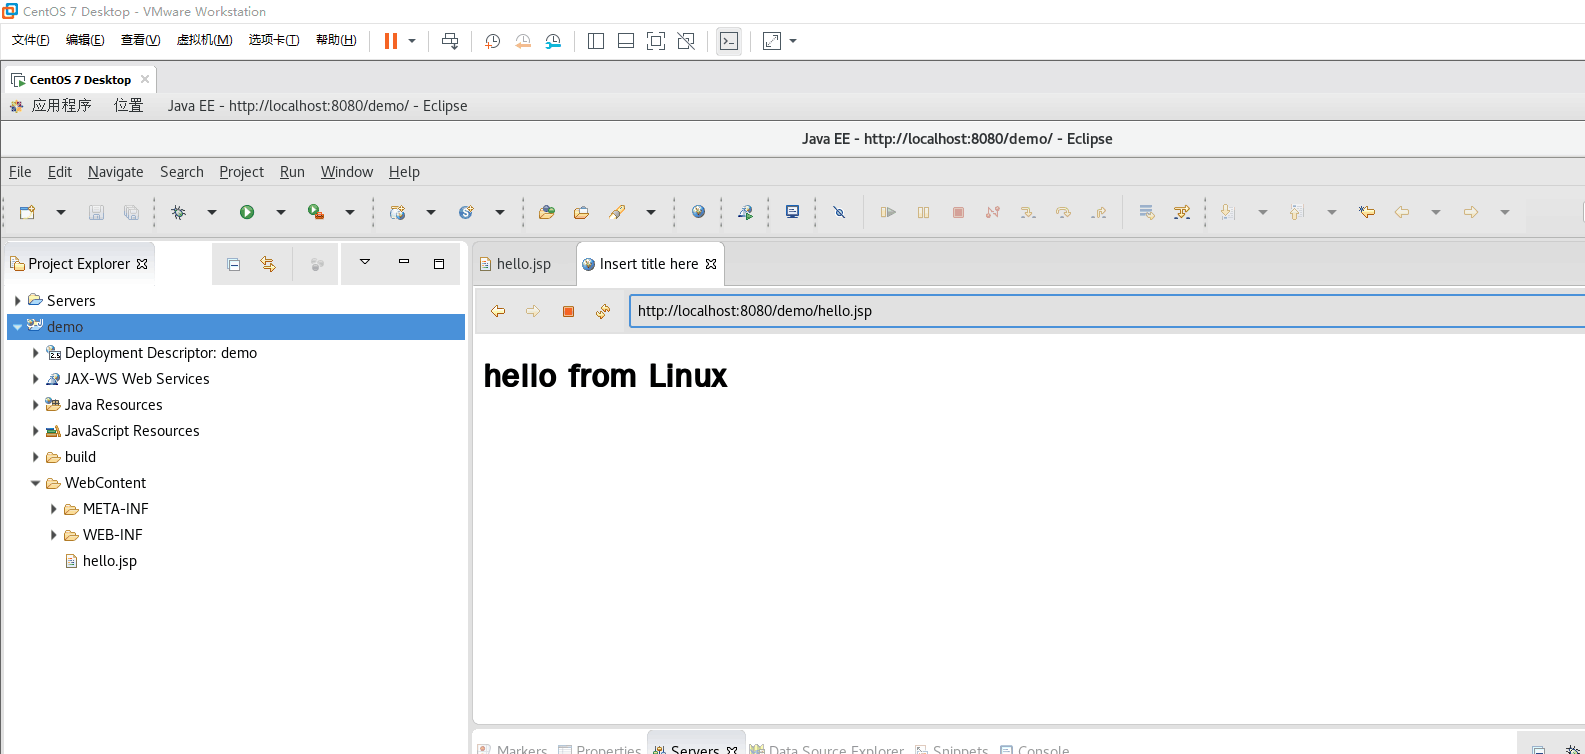 CentOS 7 Desktop - VMware Workstation
文件(F) 编辑(E) 查看(V) 虚拟机(M) 选项卡(T) 帮助(H)
CentOS 7 Desktop
应用程序 位置 Java EE - http://localhost:8080/demo/ - Eclipse
Java EE - http://localhost:8080/demo/ - Eclipse
File Edit Navigate Search Project Run Window Help
Project Explorer
hello.jsp Insert title here
Servers
http://localhost:8080/demo/hello.jsp
demo
Deployment Descriptor: demo
hello from Linux
JAX-WS Web Services
Java Resources
JavaScript Resources
build
WebContent
META-INF
WEB-INF
hello.jsp
Markers Properties Servers Data Source Explorer Snippets Console